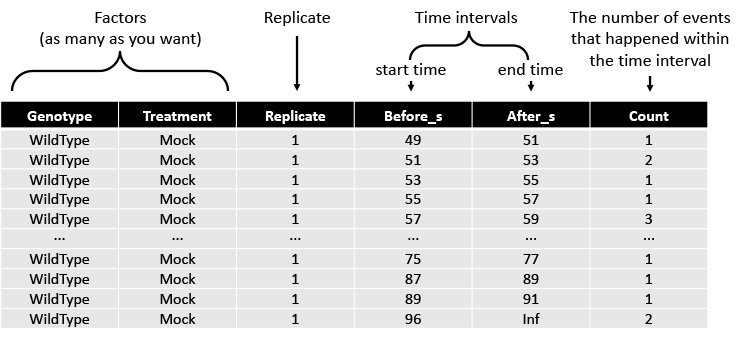 Factors
(as many as you want)
Replicate
Time intervals
start time
end time
The number of events
that happened within
the time interval
Genotype Treatment Replicate Before_s After_s Count
WildType Mock 1 49 51 1
WildType Mock 1 51 53 2
WildType Mock 1 53 55 1
WildType Mock 1 55 57 1
WildType Mock 1 57 59 3
... ... ... ... ... ...
WildType Mock 1 75 77 1
WildType Mock 1 87 89 1
WildType Mock 1 89 91 1
WildType Mock 1 96 Inf 2